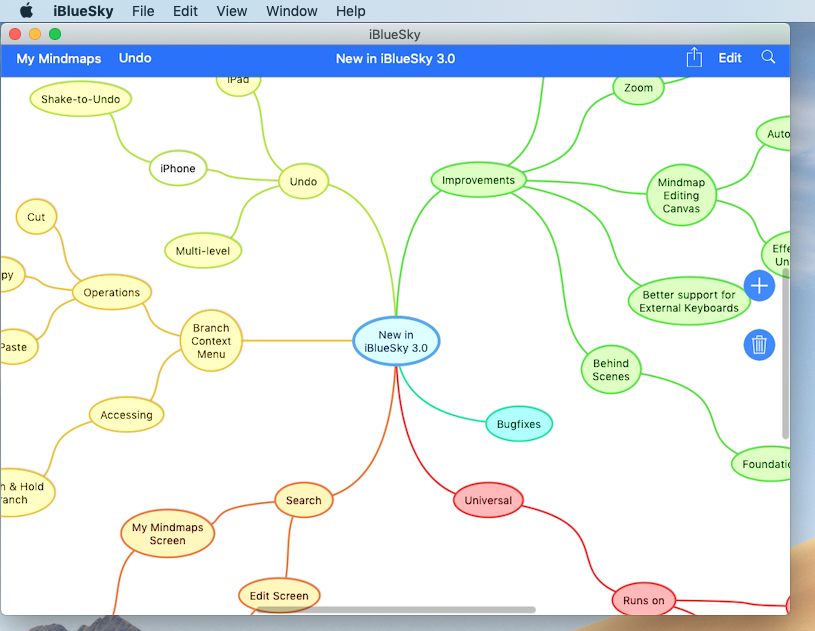 iBlueSky File Edit View Window Help
iBlueSky
My Mindmaps Undo New in iBlueSky 3.0 Edit
iPad
Shake-to-Undo
Zoom
Auto
iPhone
Undo
Improvements
Mindmap
Editing
Canvas
Cut
Multi-level
Effe
Un
py
Operations
Better support for
External Keyboards
Branch
Context
Menu
New in
iBlueSky 3.0
Paste
Behind
Scenes
Accessing
Bugfixes
Foundatio
h & Hold
ranch
Search
Universal
My Mindmaps
Screen
Edit Screen
Runs on